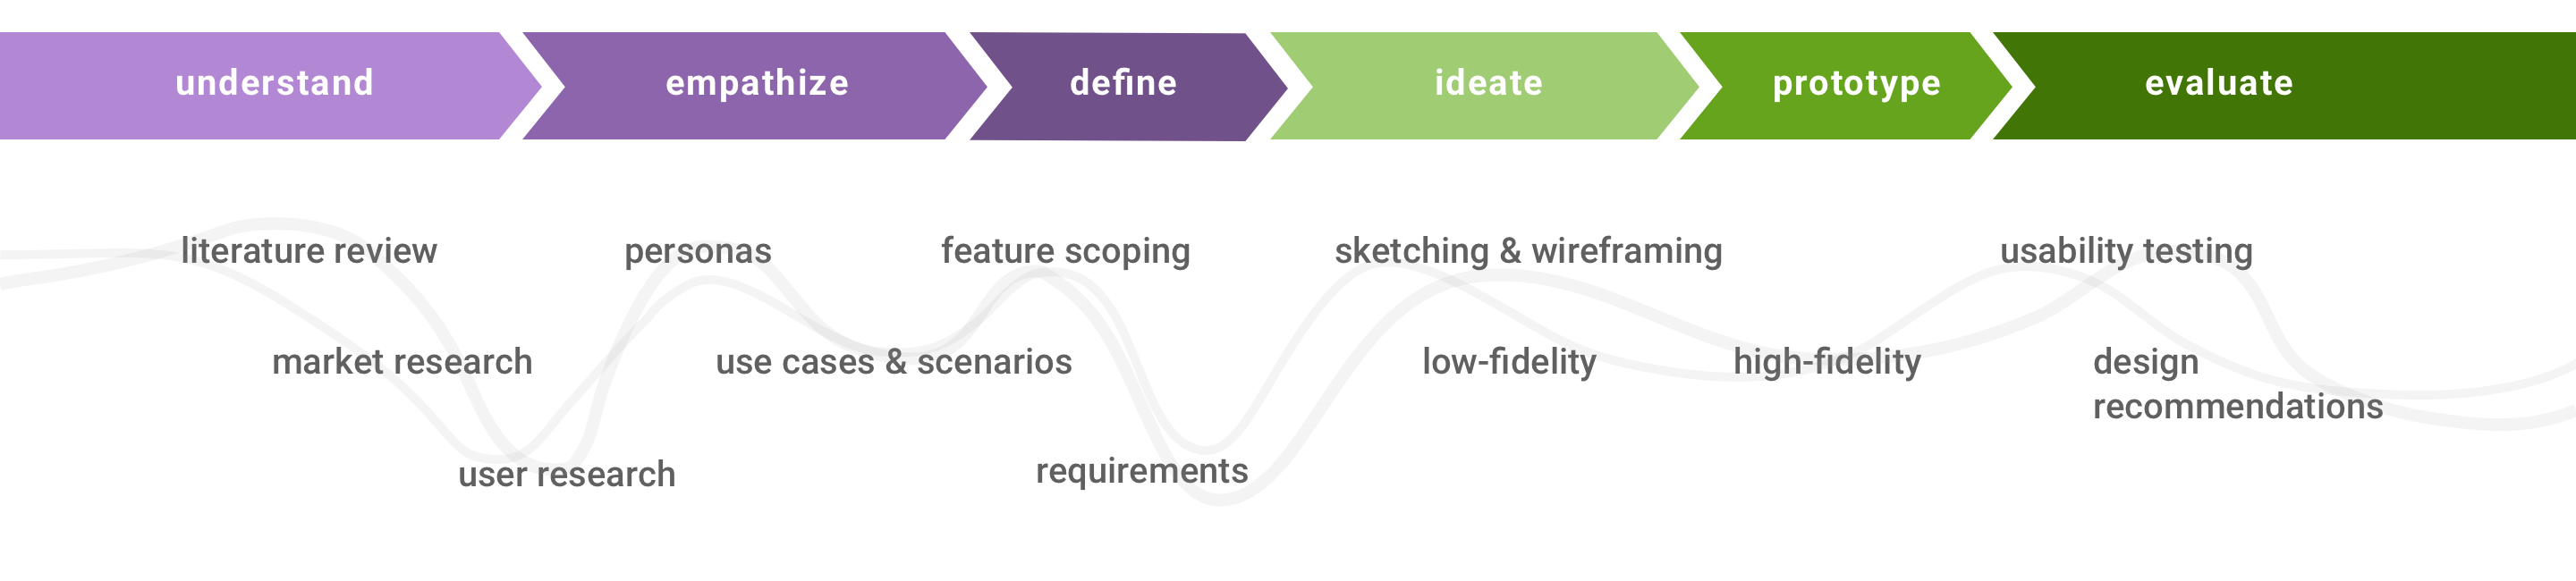 understand
empathize
define
ideate
prototype
evaluate
literature review
personas
feature scoping
sketching & wireframing
usability testing
market research
use cases & scenarios
low-fidelity
high-fidelity
design
recommendations
user research
requirements